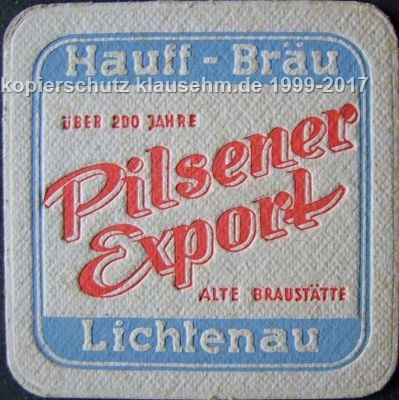 Hauff - Bräu
kopierschutz klausehm.de 1999-2017
ÜBER 200 JAHRE
Pilsener
Export
ALTE BRAUSTÄTTE
Lichtenau